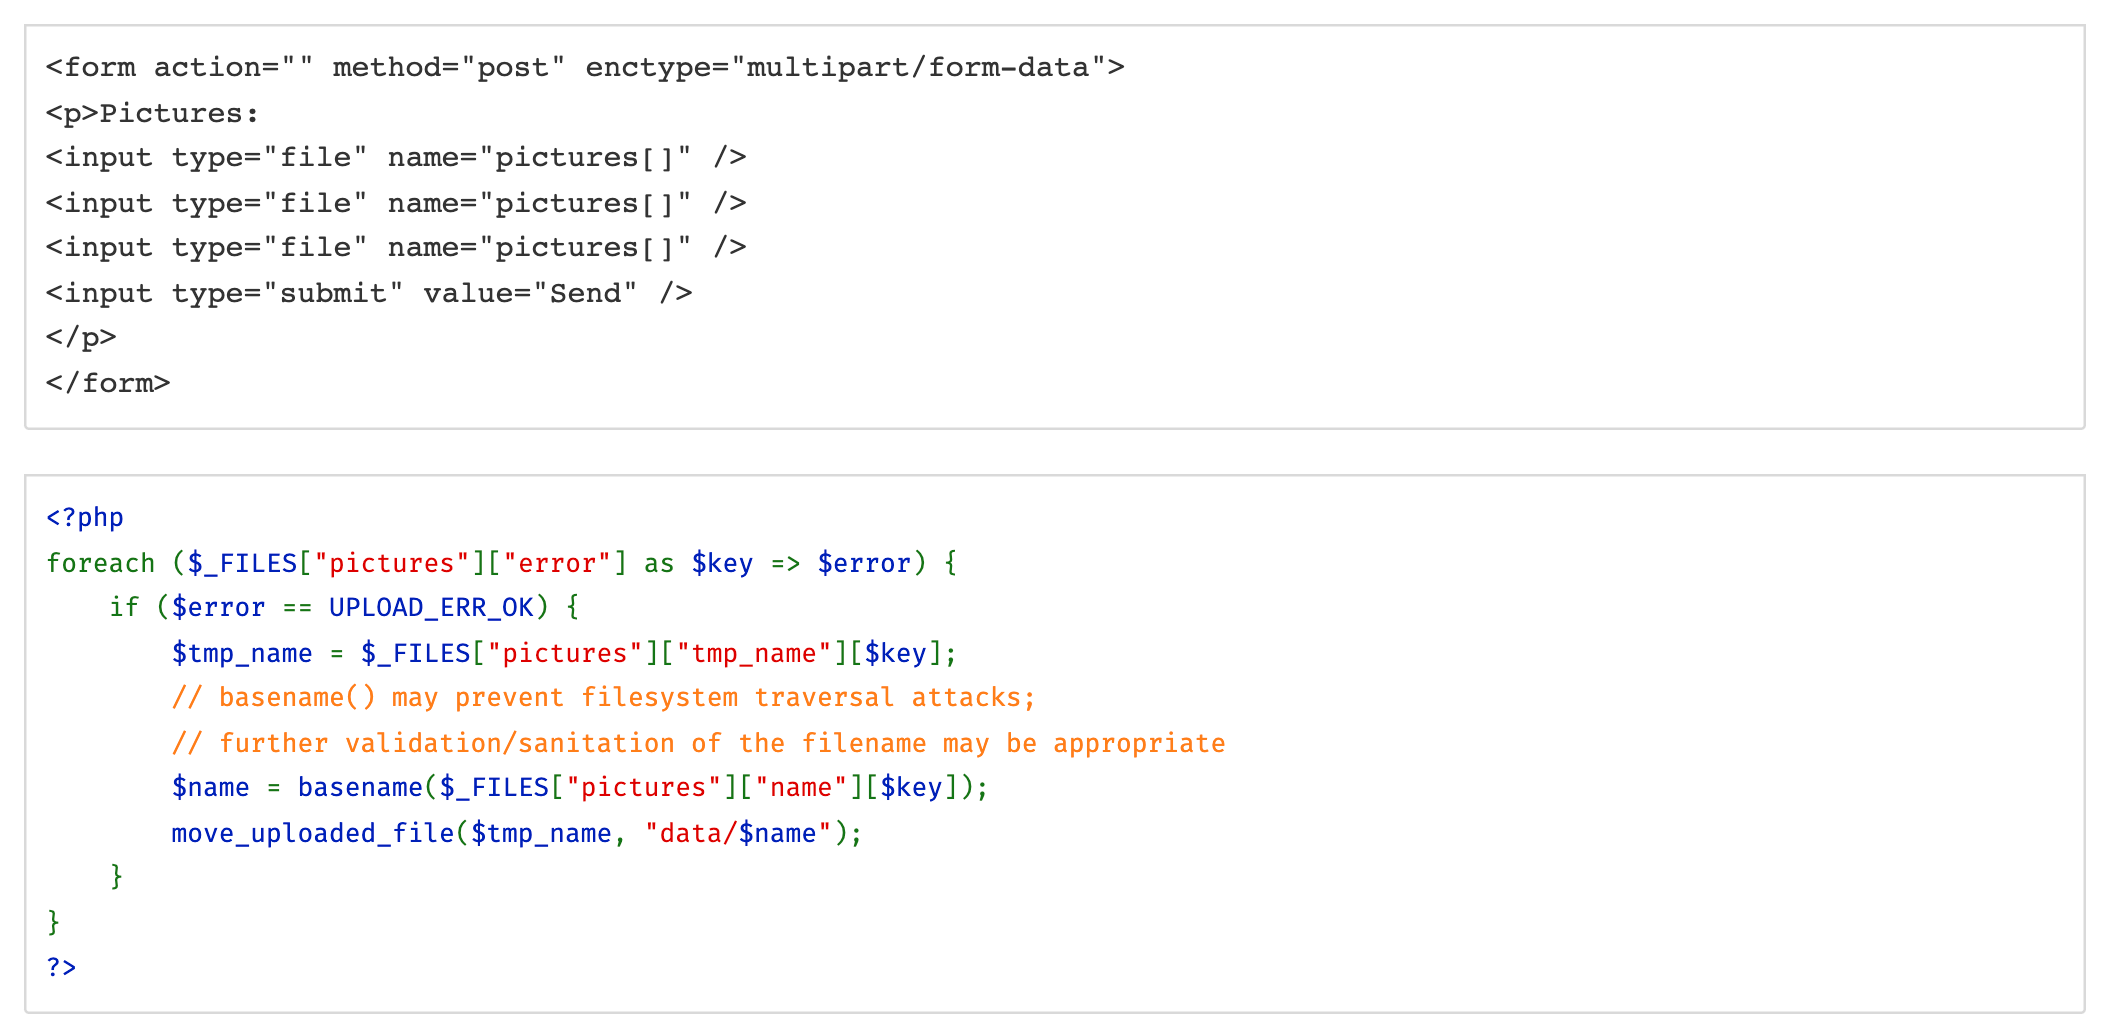 <form action="" method="post" enctype="multipart/form-data">
<p>Pictures:
<input type="file" name="pictures[]" />
<input type="file" name="pictures[]" />
<input type="file" name="pictures[]" />
<input type="submit" value="Send" />
</p>
</form>
<?php
foreach ($_FILES["pictures"]["error"] as $key => $error) {
    if ($error == UPLOAD_ERR_OK) {
        $tmp_name = $_FILES["pictures"]["tmp_name"][$key];
        // basename() may prevent filesystem traversal attacks;
        // further validation/sanitation of the filename may be appropriate
        $name = basename($_FILES["pictures"]["name"][$key]);
        move_uploaded_file($tmp_name, "data/$name");
    }
}
?>